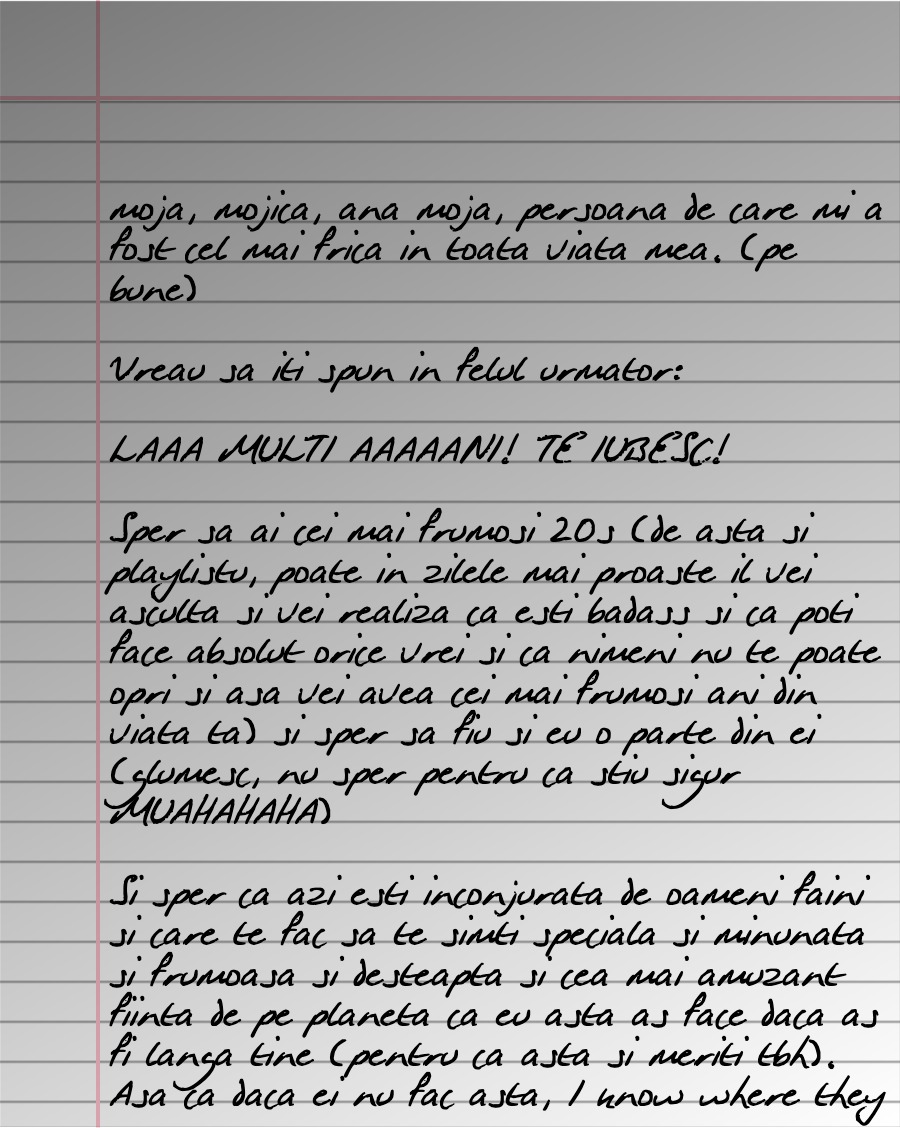 moja, mojica, ana moja, persoana de care mi a
fost cel mai frica in toata viata mea. (pe
bune)
Vreau sa iti spun in felul urmator:
LAAA MULTI AAAAANI! TE IUBESC!
Sper sa ai cei mai frumosi 20s (de asta si
playlistu, poate in zilele mai proaste il vei
asculta si vei realiza ca esti badass si ca poti
face absolut orice vrei si ca nimeni nu te poate
opri si asa vei avea cei mai frumosi ani din
viata ta) si sper sa fiu si eu o parte din ei
(glumesc, nu sper pentru ca stiu sigur
MUAHAHAHA)
Si sper ca azi esti inconjurata de oameni faini
si care te fac sa te simti speciala si minunata
si frumoasa si desteapta si cea mai amuzant
fiinta de pe planeta ca eu asta as face daca as
fi langa tine (pentru ca asta si meriti tbh).
Asa ca daca ei nu fac asta, I know where they